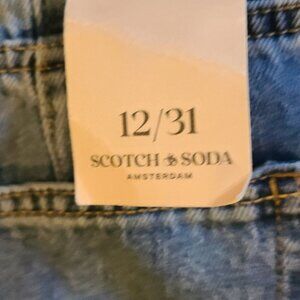 12/31
SCOTCH & SODA
AMSTERDAM